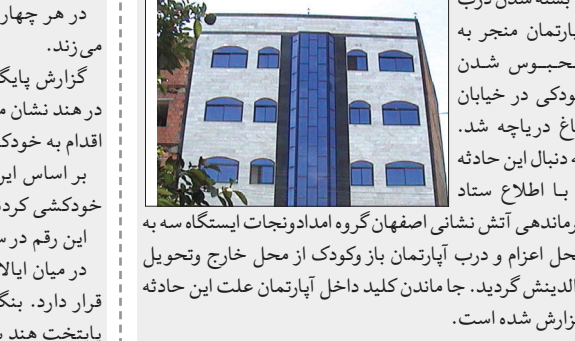 بسته شدن درب
پارتمان منجر به
حبـوس شدن
ودکی در خیابان
اغ دریاچه شد.
ه دنبال این حادثه
با اطلاع ستاد
رماندهی آتش نشانی اصفهان گروه امدادونجات ایستگاه سه به
حل اعزام و درب آپارتمان باز وکودک از محل خارج وتحویل
الدینش گردید. جا ماندن کلید داخل آپارتمان علت این حادثه
زارش شده است.
در هر چهار
می‌زند.
گزارش پایگ
در هند نشان م
اقدام به خودک
بر اساس این
خودکشی کرد
این رقم در س
در میان ایالا
قرار دارد. بنگ
پایتخت هند